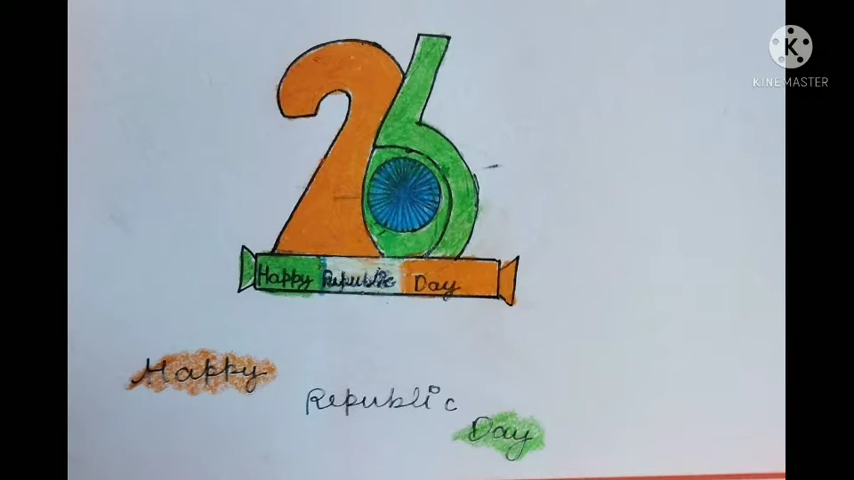 26
KINEMASTER
Happy Republic Day
Happy
Republic
Day